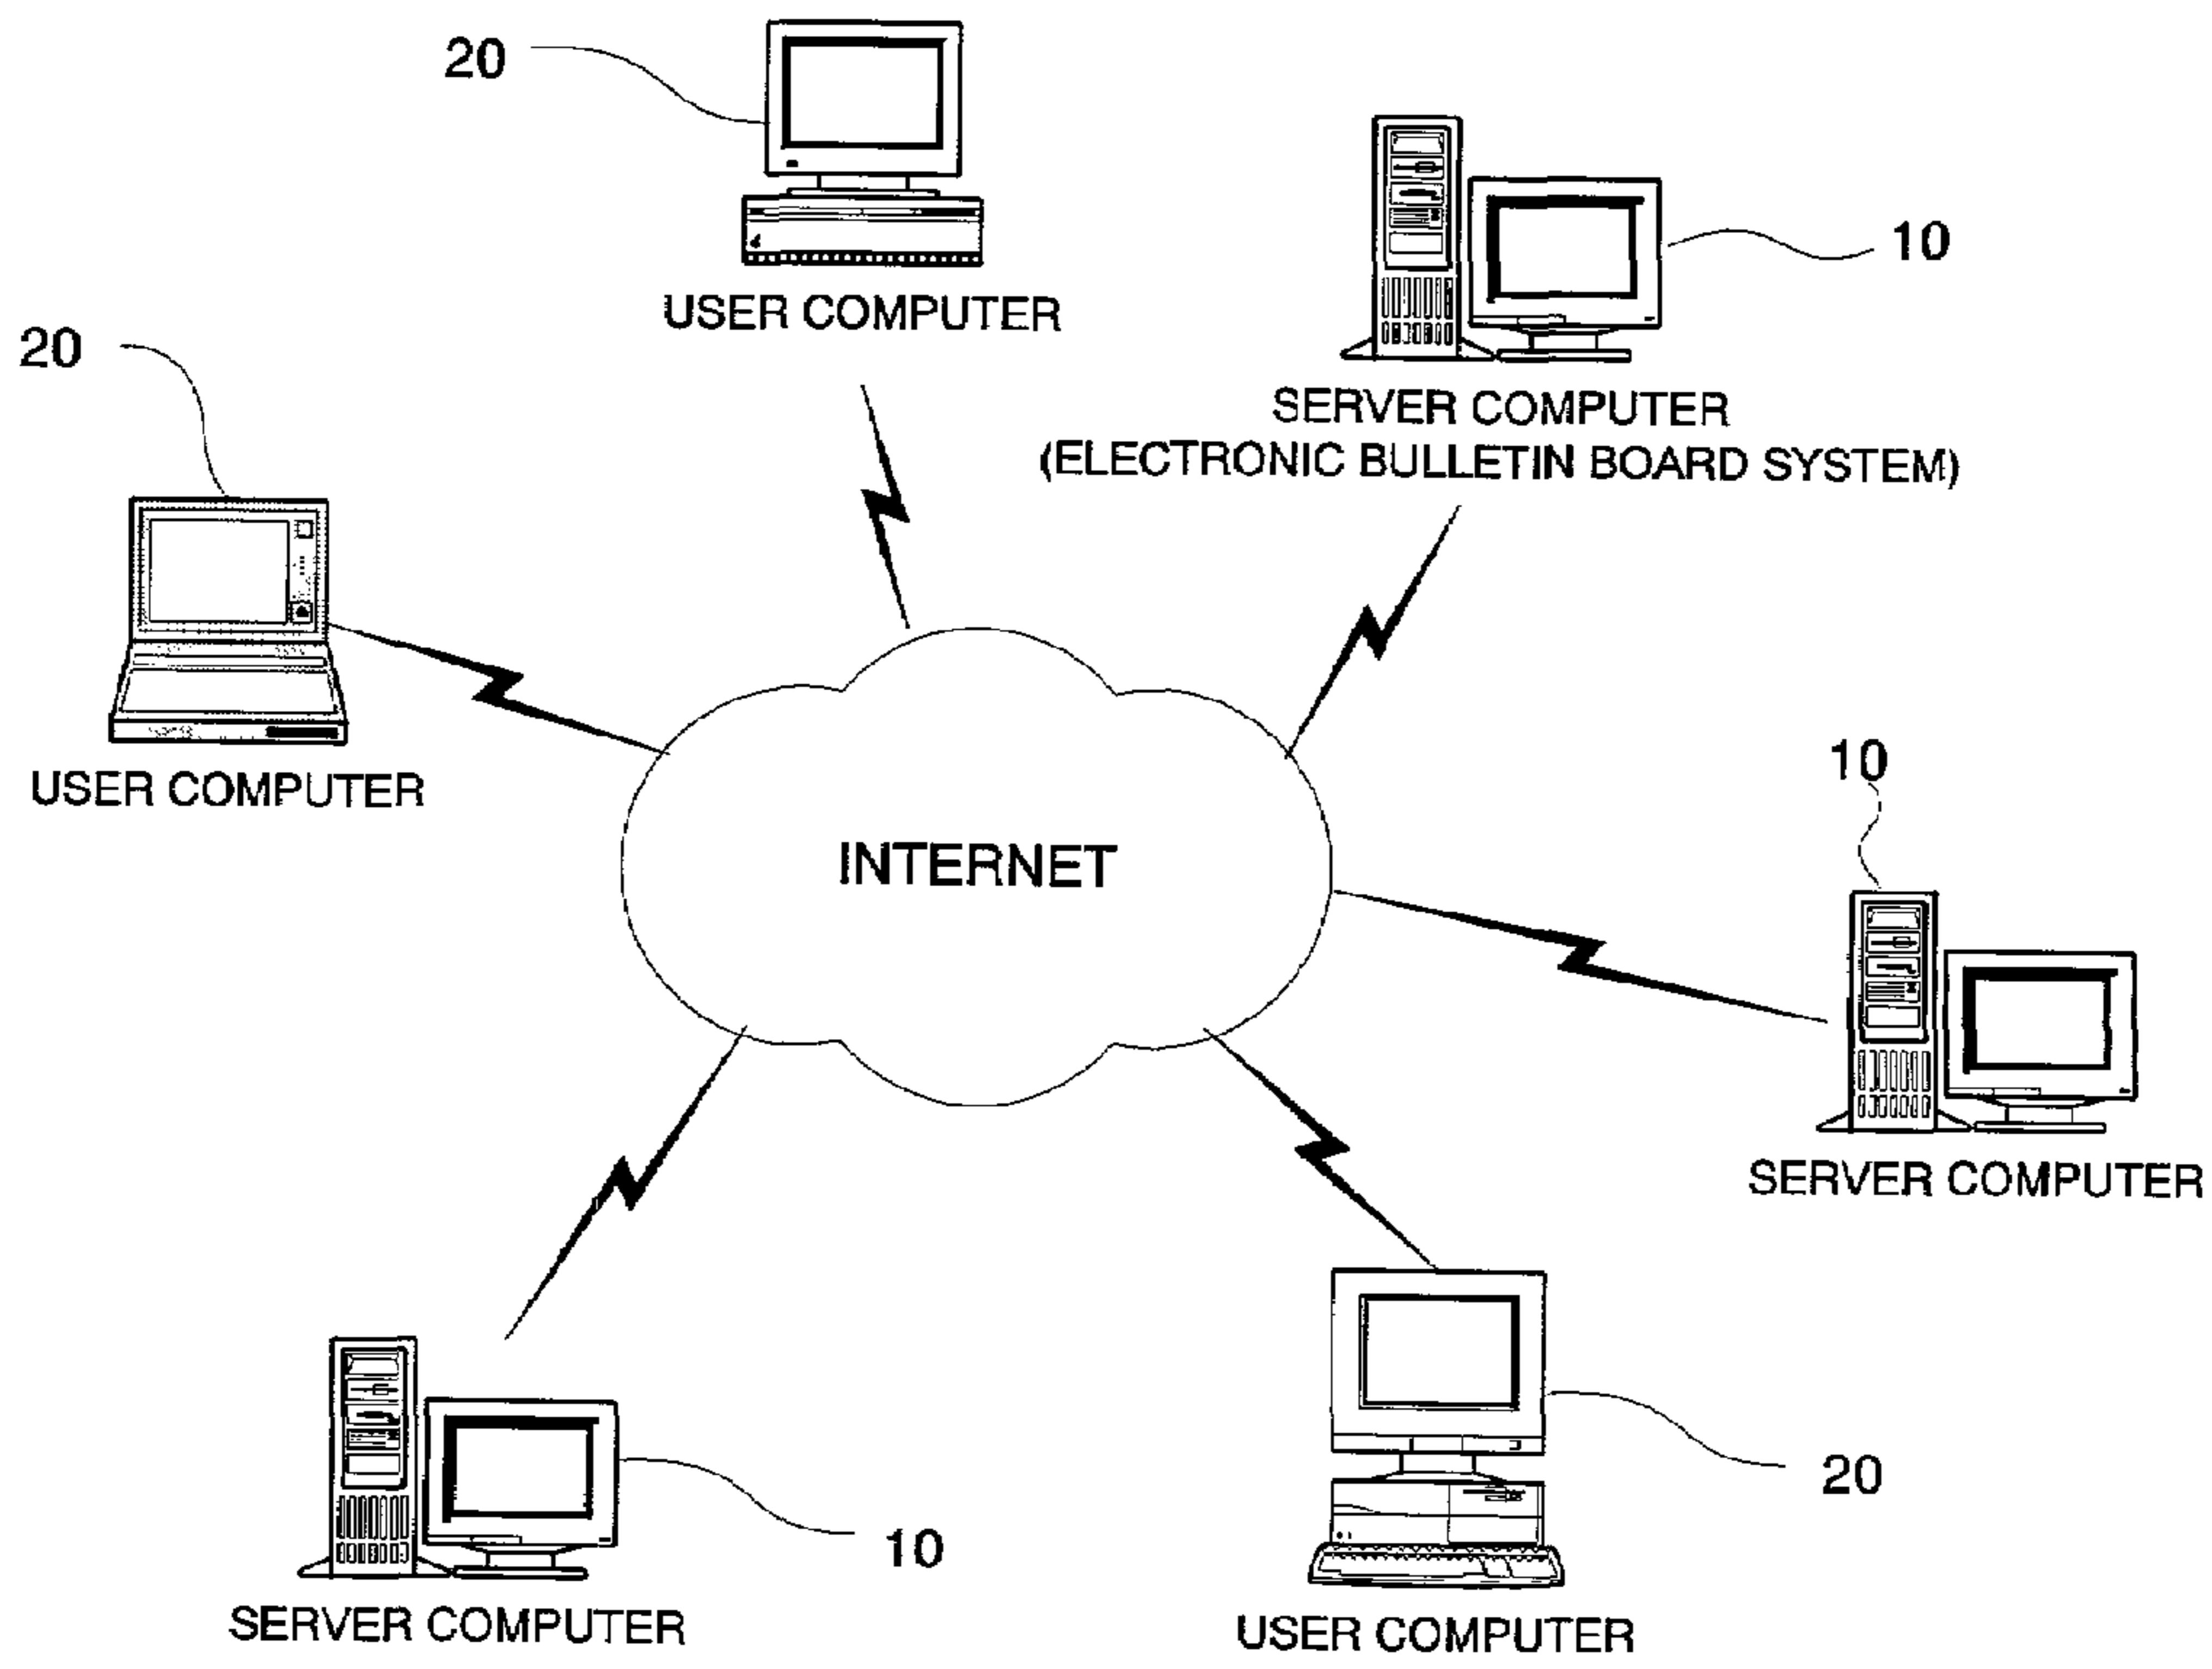 20
USER COMPUTER
10
SERVER COMPUTER
(ELECTRONIC BULLETIN BOARD SYSTEM)
20
USER COMPUTER
INTERNET
10
SERVER COMPUTER
10
SERVER COMPUTER
20
USER COMPUTER